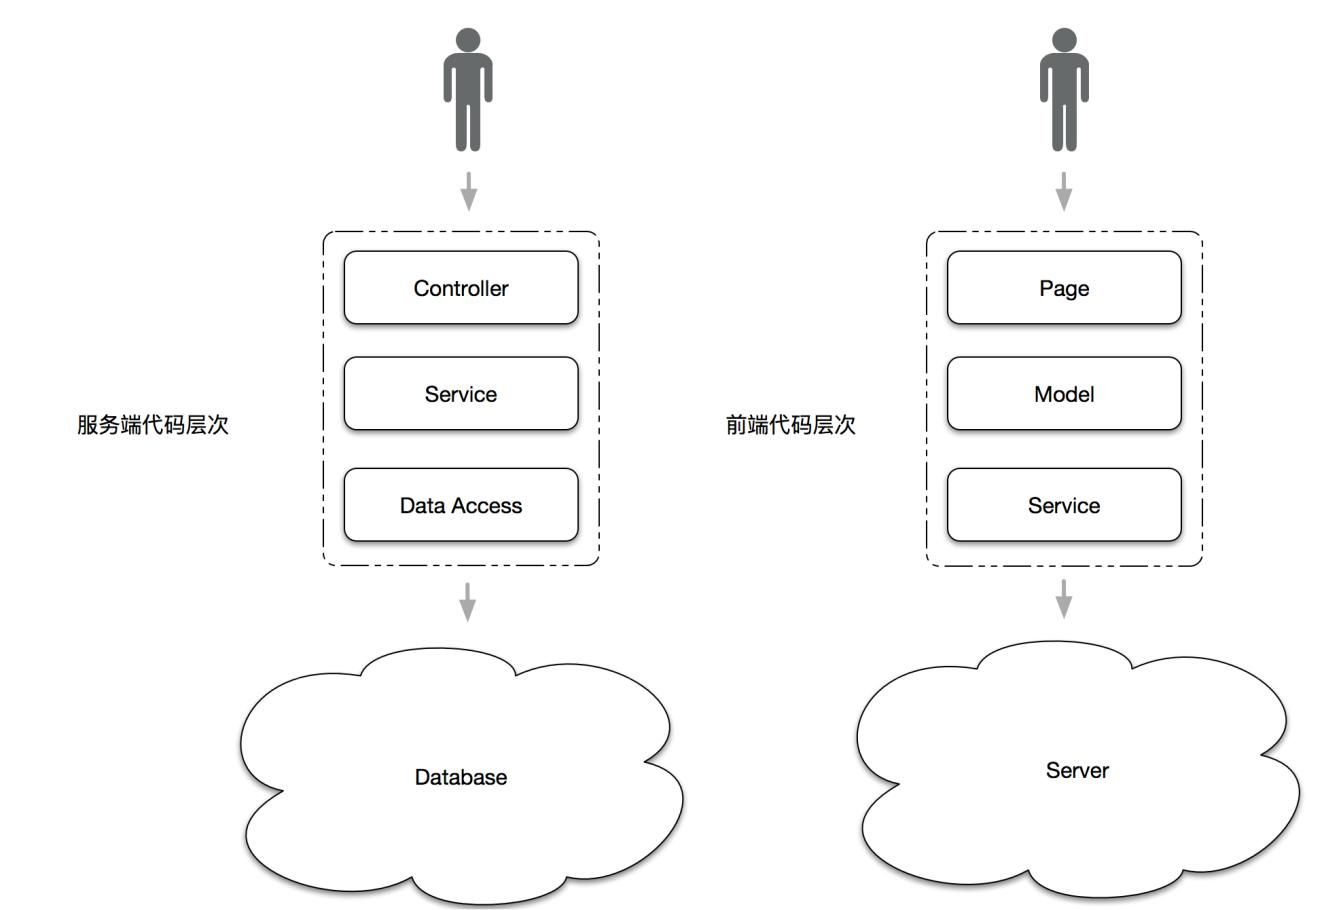 服务端代码层次
Controller
Service
Data Access
Database
前端代码层次
Page
Model
Service
Server